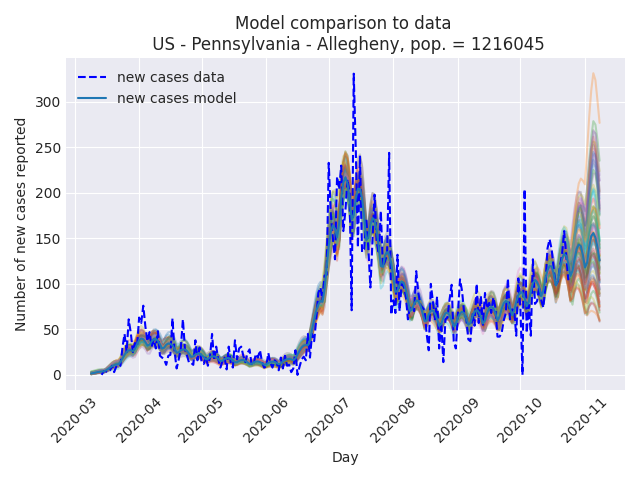 Model comparison to data
US - Pennsylvania - Allegheny, pop. = 1216045
new cases data
new cases model
Number of new cases reported
300
250
200
150
100
50
0
2020-03
2020-04
2020-05
2020-06
2020-07
2020-08
2020-09
2020-10
2020-11
Day